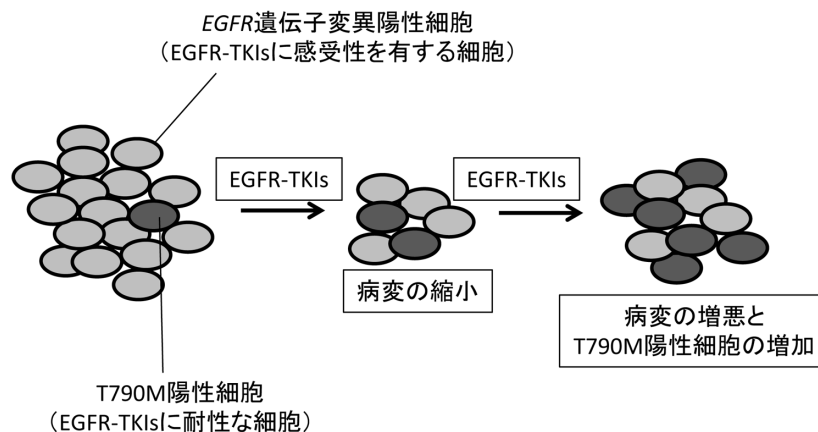 EGFR遺伝子変異陽性細胞
（EGFR-TKIsに感受性を有する細胞）
EGFR-TKIs
EGFR-TKIs
病変の縮小
病変の増悪と
T790M陽性細胞の増加
T790M陽性細胞
（EGFR-TKIsに耐性な細胞）